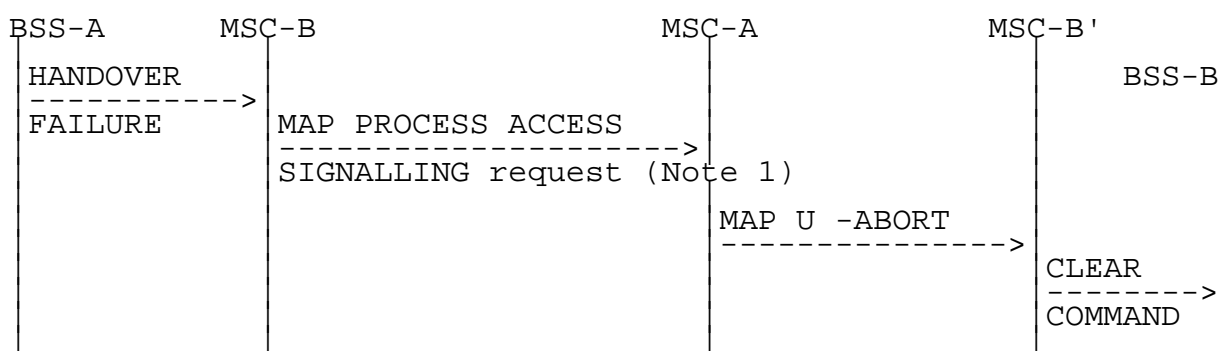 BSS-A MSC-B MSC-A MSC-B'
HANDOVER BSS-B
----------->
FAILURE MAP PROCESS ACCESS
--------------------->
SIGNALLING request (Note 1)
MAP U -ABORT
--------------->
CLEAR
-------->
COMMAND